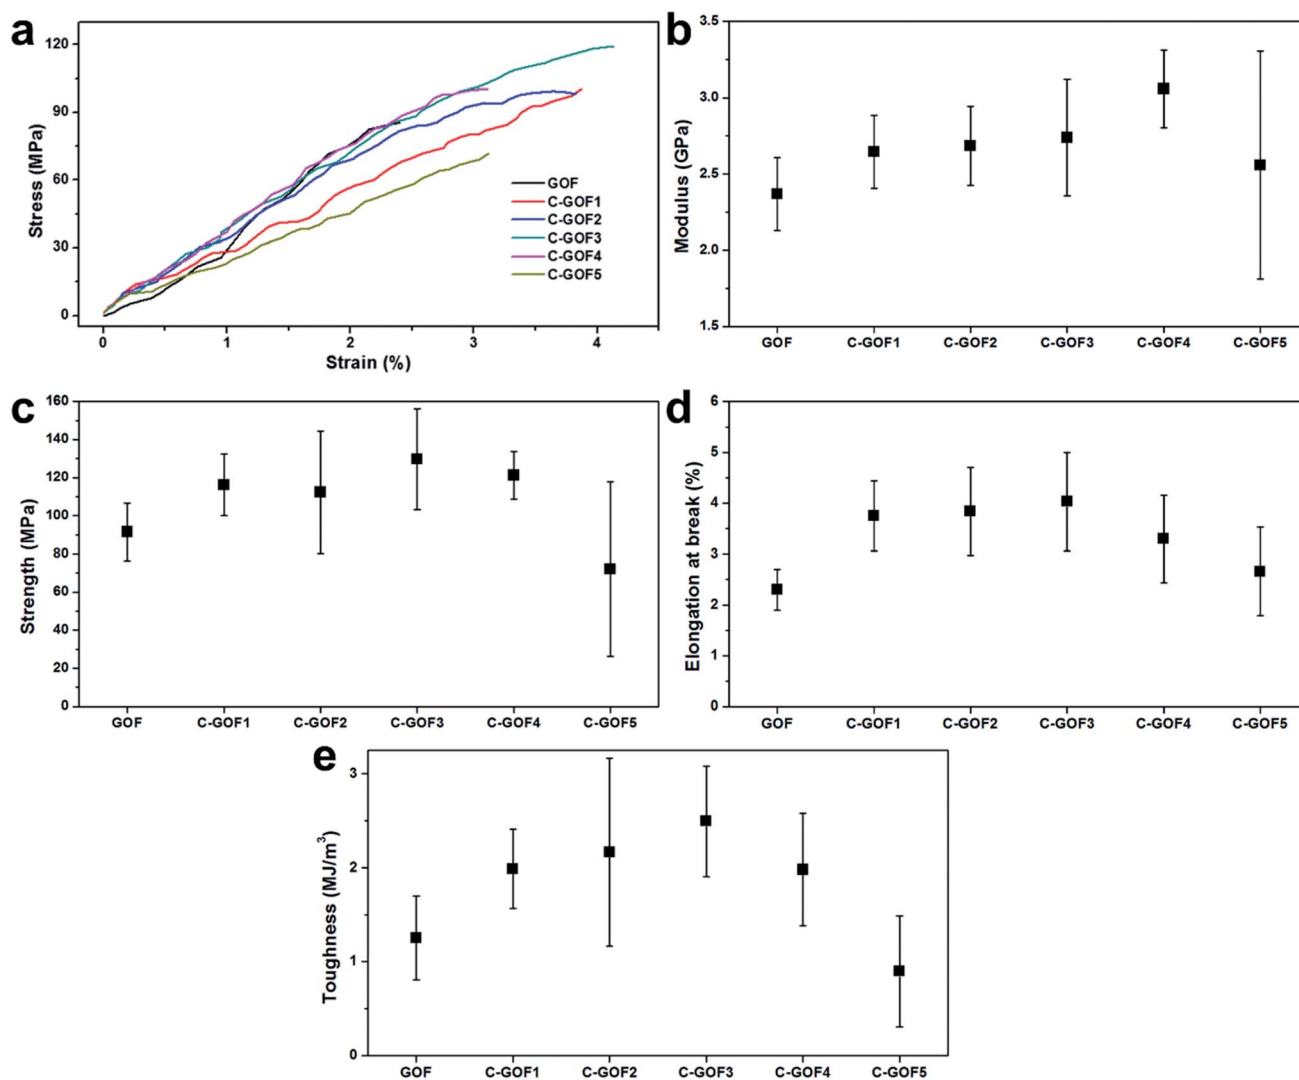 a
120
90
60
30
0
Stress (MPa)
0 1 2 3 4
Strain (%)
GOF
C-GOF1
C-GOF2
C-GOF3
C-GOF4
C-GOF5
b
3.5
3.0
2.5
2.0
1.5
Modulus (GPa)
GOF C-GOF1 C-GOF2 C-GOF3 C-GOF4 C-GOF5
c
160
140
120
100
80
60
40
20
0
Strength (MPa)
GOF C-GOF1 C-GOF2 C-GOF3 C-GOF4 C-GOF5
d
6
5
4
3
2
1
0
Elongation at break (%)
GOF C-GOF1 C-GOF2 C-GOF3 C-GOF4 C-GOF5
e
3
2
1
0
Toughness (MJ/m³)
GOF C-GOF1 C-GOF2 C-GOF3 C-GOF4 C-GOF5